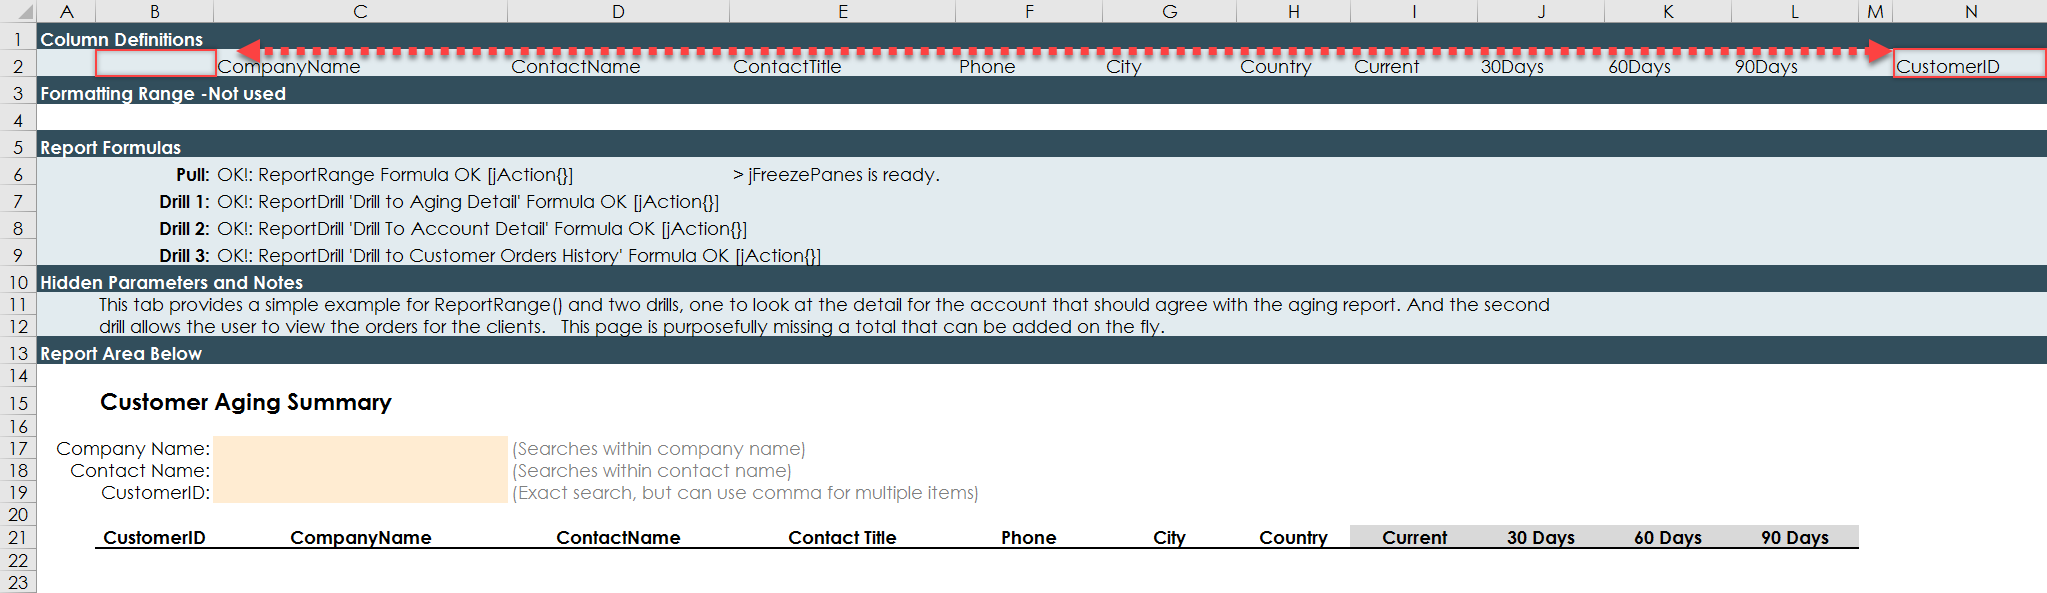 A B C D E F G H I J K L M N
1 Column Definitions
2 CompanyName ContactName ContactTitle Phone City Country Current 30Days 60Days 90Days CustomerID
3 Formatting Range -Not used
4
5 Report Formulas
6 Pull: OK!: ReportRange Formula OK [jAction{}] > jFreezePanes is ready.
7 Drill 1: OK!: ReportDrill 'Drill to Aging Detail' Formula OK [jAction{}]
8 Drill 2: OK!: ReportDrill 'Drill To Account Detail' Formula OK [jAction{}]
9 Drill 3: OK!: ReportDrill 'Drill to Customer Orders History' Formula OK [jAction{}]
10 Hidden Parameters and Notes
11 This tab provides a simple example for ReportRange() and two drills, one to look at the detail for the account that should agree with the aging report. And the second
12 drill allows the user to view the orders for the clients. This page is purposefully missing a total that can be added on the fly.
13 Report Area Below
14
15 Customer Aging Summary
16
17 Company Name: (Searches within company name)
18 Contact Name: (Searches within contact name)
19 CustomerID: (Exact search, but can use comma for multiple items)
20
21 CustomerID CompanyName ContactName Contact Title Phone City Country Current 30 Days 60 Days 90 Days
22
23